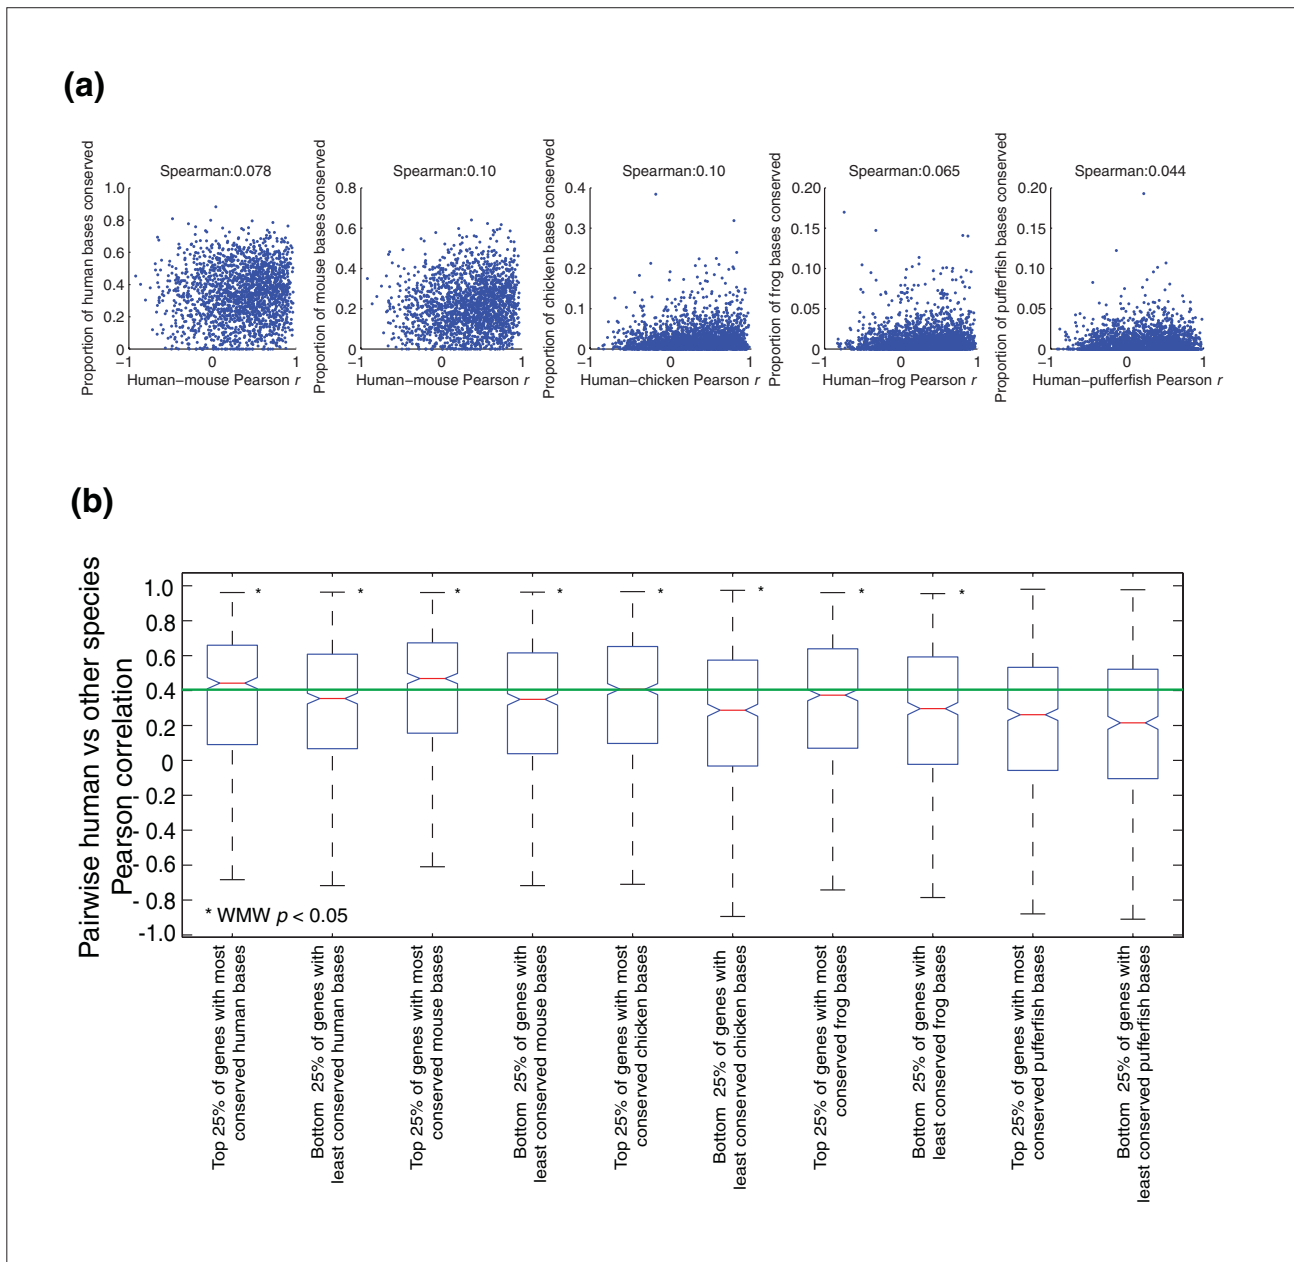 (a)
Spearman:0.078
Proportion of human bases conserved
1.0
0.8
0.6
0.4
0.2
0
−1
0
1
Human−mouse Pearson r
Spearman:0.10
Proportion of mouse bases conserved
0.8
0.6
0.4
0.2
0
−1
0
1
Human−mouse Pearson r
Spearman:0.10
Proportion of chicken bases conserved
0.4
0.3
0.2
0.1
0
−1
0
1
Human−chicken Pearson r
Spearman:0.065
Proportion of frog bases conserved
0.20
0.15
0.10
0.05
0
−1
0
1
Human−frog Pearson r
Spearman:0.044
Proportion of pufferfish bases conserved
0.20
0.15
0.10
0.05
0
−1
0
1
Human−pufferfish Pearson r
(b)
Pairwise human vs other species
Pearson correlation
1.0
0.8
0.6
0.4
0.2
0
- 0.2
- 0.4
- 0.6
- 0.8
-1.0
* * * * * * * *
* WMW p < 0.05
Top 25% of genes with most
conserved human bases
Bottom 25% of genes with
least conserved human bases
Top 25% of genes with most
conserved mouse bases
Bottom 25% of genes with
least conserved mouse bases
Top 25% of genes with most
conserved chicken bases
Bottom 25% of genes with
least conserved chicken bases
Top 25% of genes with most
conserved frog bases
Bottom 25% of genes with
least conserved frog bases
Top 25% of genes with most
conserved pufferfish bases
Bottom 25% of genes with
least conserved pufferfish bases